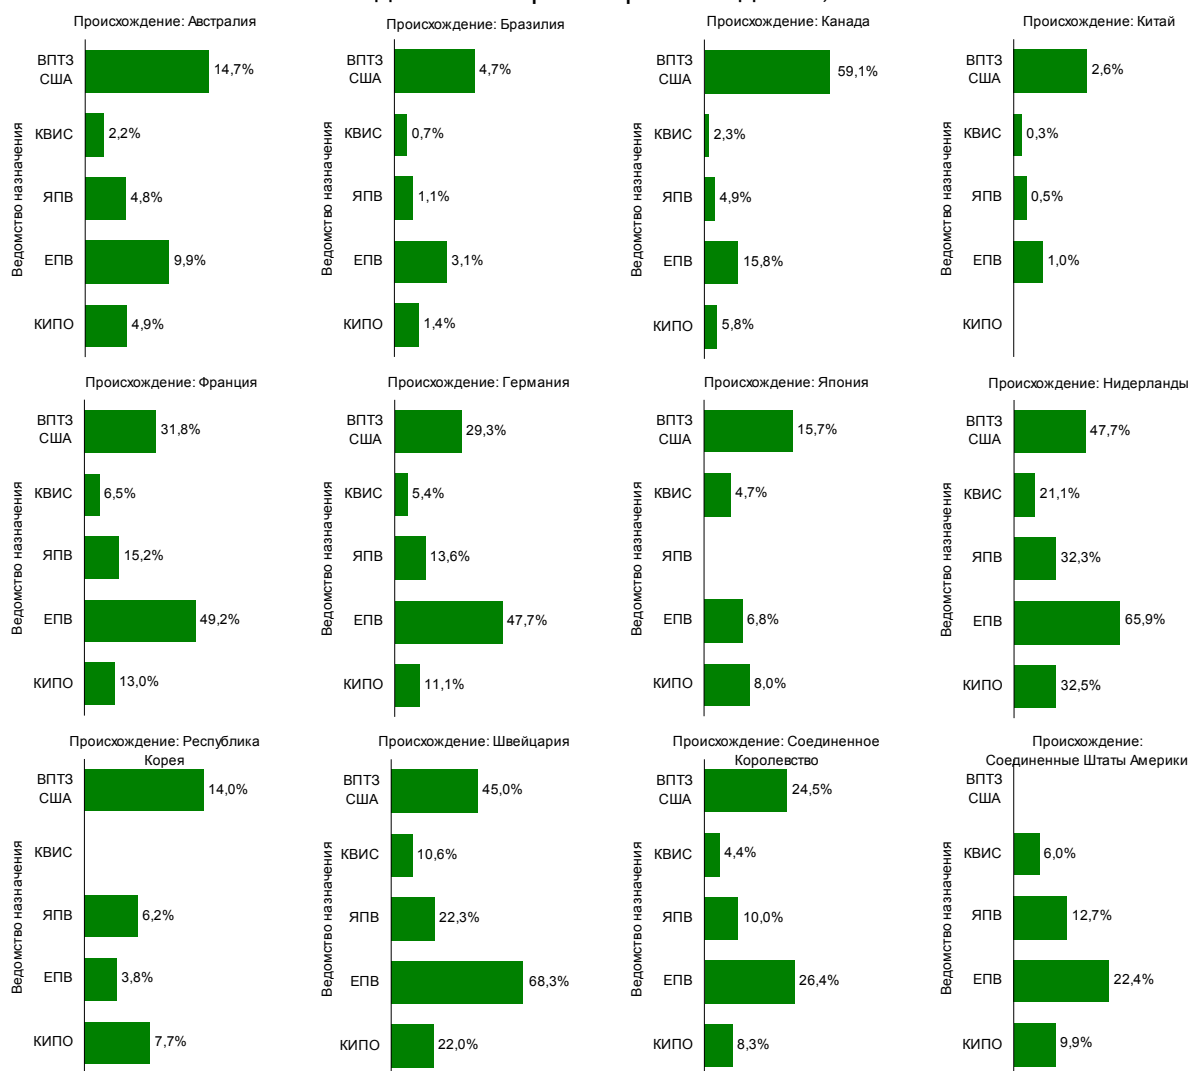 Происхождение: Австралия
ВПТЗ
США
14,7%
КВИС
2,2%
ЯПВ
4,8%
ЕПВ
9,9%
КИПО
4,9%
Ведомство назначения
Происхождение: Бразилия
ВПТЗ
США
4,7%
КВИС
0,7%
ЯПВ
1,1%
ЕПВ
3,1%
КИПО
1,4%
Ведомство назначения
Происхождение: Канада
ВПТЗ
США
59,1%
КВИС
2,3%
ЯПВ
4,9%
ЕПВ
15,8%
КИПО
5,8%
Ведомство назначения
Происхождение: Китай
ВПТЗ
США
2,6%
КВИС
0,3%
ЯПВ
0,5%
ЕПВ
1,0%
КИПО
Ведомство назначения
Происхождение: Франция
ВПТЗ
США
31,8%
КВИС
6,5%
ЯПВ
15,2%
ЕПВ
49,2%
КИПО
13,0%
Ведомство назначения
Происхождение: Германия
ВПТЗ
США
29,3%
КВИС
5,4%
ЯПВ
13,6%
ЕПВ
47,7%
КИПО
11,1%
Ведомство назначения
Происхождение: Япония
ВПТЗ
США
15,7%
КВИС
4,7%
ЯПВ
ЕПВ
6,8%
КИПО
8,0%
Ведомство назначения
Происхождение: Нидерланды
ВПТЗ
США
47,7%
КВИС
21,1%
ЯПВ
32,3%
ЕПВ
65,9%
КИПО
32,5%
Ведомство назначения
Происхождение: Республика
Корея
ВПТЗ
США
14,0%
КВИС
ЯПВ
6,2%
ЕПВ
3,8%
КИПО
7,7%
Ведомство назначения
Происхождение: Швейцария
ВПТЗ
США
45,0%
КВИС
10,6%
ЯПВ
22,3%
ЕПВ
68,3%
КИПО
22,0%
Ведомство назначения
Происхождение: Соединенное
Королевство
ВПТЗ
США
24,5%
КВИС
4,4%
ЯПВ
10,0%
ЕПВ
26,4%
КИПО
8,3%
Ведомство назначения
Происхождение:
Соединенные Штаты Америки
ВПТЗ
США
КВИС
6,0%
ЯПВ
12,7%
ЕПВ
22,4%
КИПО
9,9%
Ведомство назначения